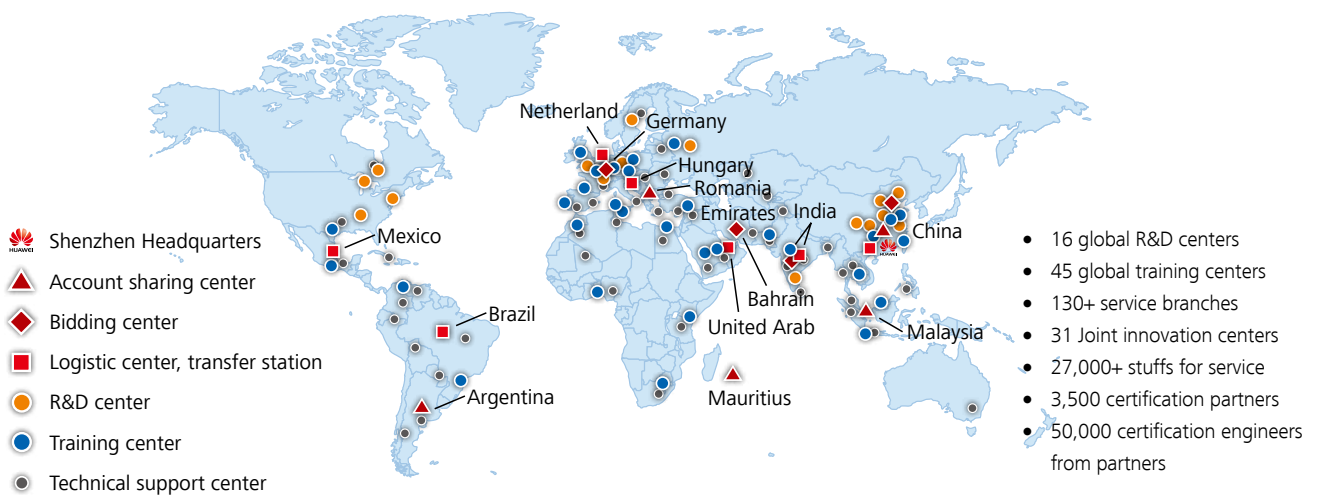 HUAWEI
Shenzhen Headquarters
Account sharing center
Bidding center
Logistic center, transfer station
R&D center
Training center
Technical support center
Netherland
Germany
Hungary
Romania
Emirates
India
China
HUAWEI
Mexico
Bahrain
United Arab
Brazil
Malaysia
Argentina
Mauritius
• 16 global R&D centers
• 45 global training centers
• 130+ service branches
• 31 Joint innovation centers
• 27,000+ stuffs for service
• 3,500 certification partners
• 50,000 certification engineers
from partners